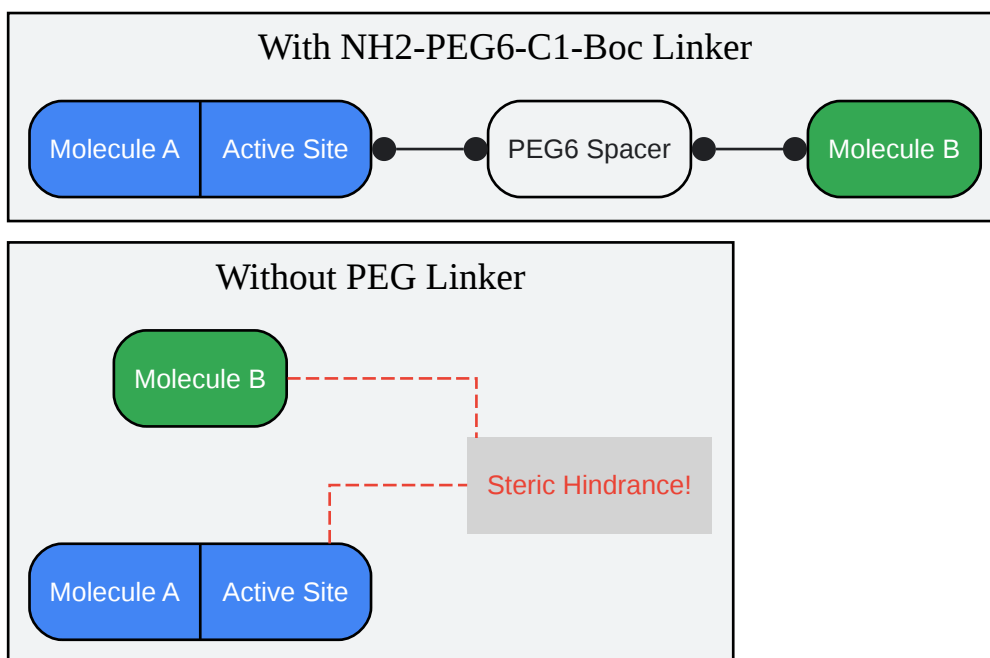 With NH2-PEG6-C1-Boc Linker
Molecule A
Active Site
PEG6 Spacer
Molecule B
Without PEG Linker
Molecule B
Steric Hindrance!
Molecule A
Active Site